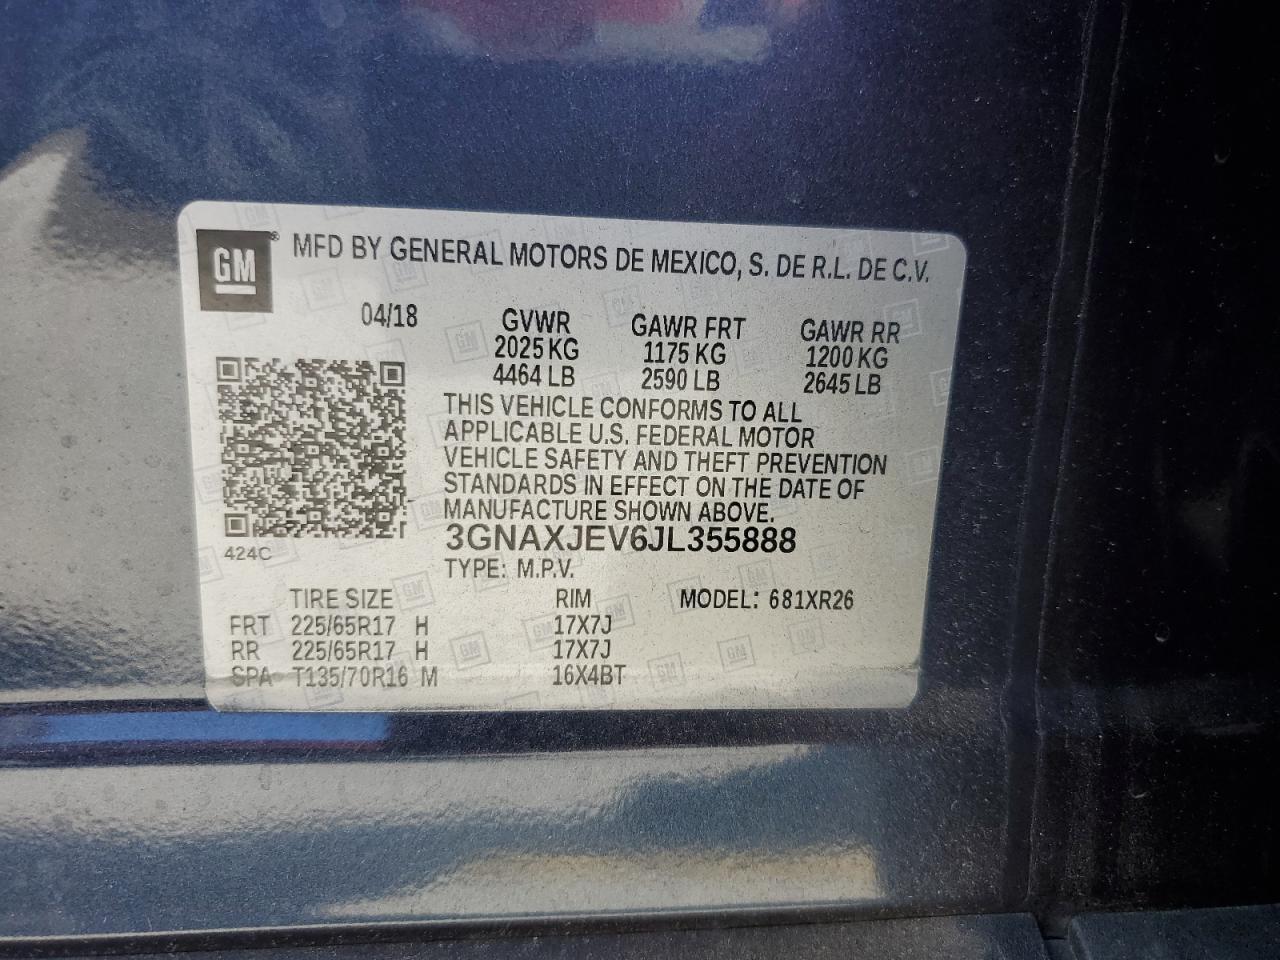 GM® MFD BY GENERAL MOTORS DE MEXICO, S. DE R.L. DE C.V.
04/18 GVWR GAWR FRT GAWR RR
2025 KG 1175 KG 1200 KG
4464 LB 2590 LB 2645 LB
THIS VEHICLE CONFORMS TO ALL
APPLICABLE U.S. FEDERAL MOTOR
VEHICLE SAFETY AND THEFT PREVENTION
STANDARDS IN EFFECT ON THE DATE OF
MANUFACTURE SHOWN ABOVE.
3GNAXJEV6JL355888
424C
TYPE: M.P.V.
TIRE SIZE RIM MODEL: 681XR26
FRT 225/65R17 H 17X7J
RR 225/65R17 H 17X7J
SPA T135/70R16 M 16X4BT